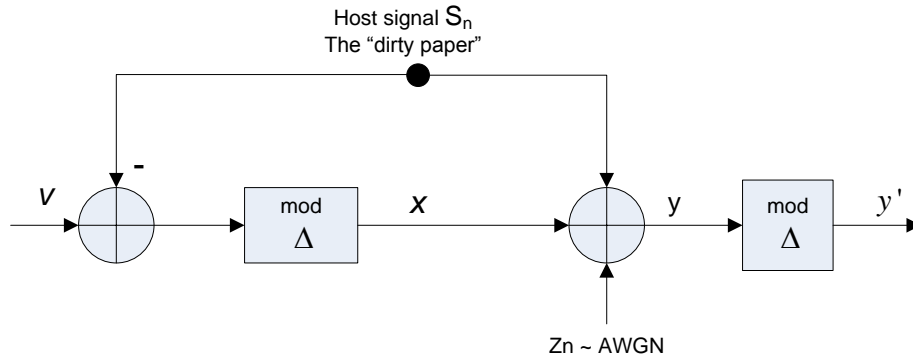 Host signal Sn
The “dirty paper”
-
v
mod
Δ
x
y
mod
Δ
y'
Zn ~ AWGN